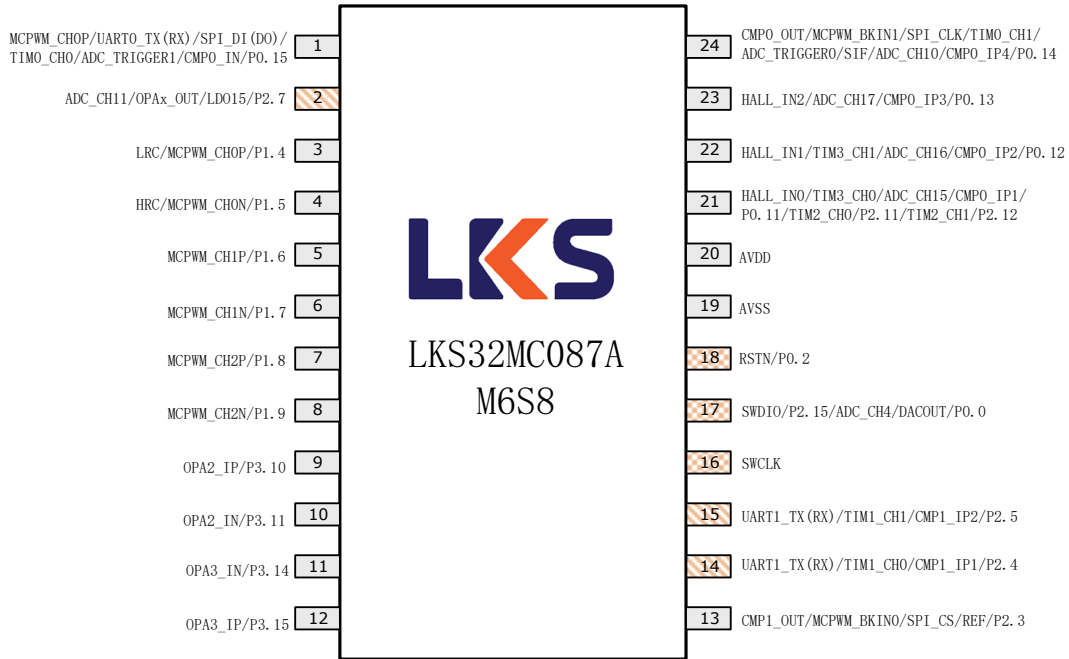 MCPWM_CH0P/UART0_TX(RX)/SPI_DI(DO)/
TIM0_CH0/ADC_TRIGGER1/CMP0_IN/P0.15
1
ADC_CH11/OPAx_OUT/LDO15/P2.7
2
LRC/MCPWM_CH0P/P1.4
3
HRC/MCPWM_CH0N/P1.5
4
MCPWM_CH1P/P1.6
5
MCPWM_CH1N/P1.7
6
MCPWM_CH2P/P1.8
7
MCPWM_CH2N/P1.9
8
OPA2_IP/P3.10
9
OPA2_IN/P3.11
10
OPA3_IN/P3.14
11
OPA3_IP/P3.15
12
LKS
LKS32MC087A
M6S8
24
CMP0_OUT/MCPWM_BKIN1/SPI_CLK/TIM0_CH1/
ADC_TRIGGER0/SIF/ADC_CH10/CMP0_IP4/P0.14
23
HALL_IN2/ADC_CH17/CMP0_IP3/P0.13
22
HALL_IN1/TIM3_CH1/ADC_CH16/CMP0_IP2/P0.12
21
HALL_IN0/TIM3_CH0/ADC_CH15/CMP0_IP1/
P0.11/TIM2_CH0/P2.11/TIM2_CH1/P2.12
20
AVDD
19
AVSS
18
RSTN/P0.2
17
SWDIO/P2.15/ADC_CH4/DACOUT/P0.0
16
SWCLK
15
UART1_TX(RX)/TIM1_CH1/CMP1_IP2/P2.5
14
UART1_TX(RX)/TIM1_CH0/CMP1_IP1/P2.4
13
CMP1_OUT/MCPWM_BKIN0/SPI_CS/REF/P2.3